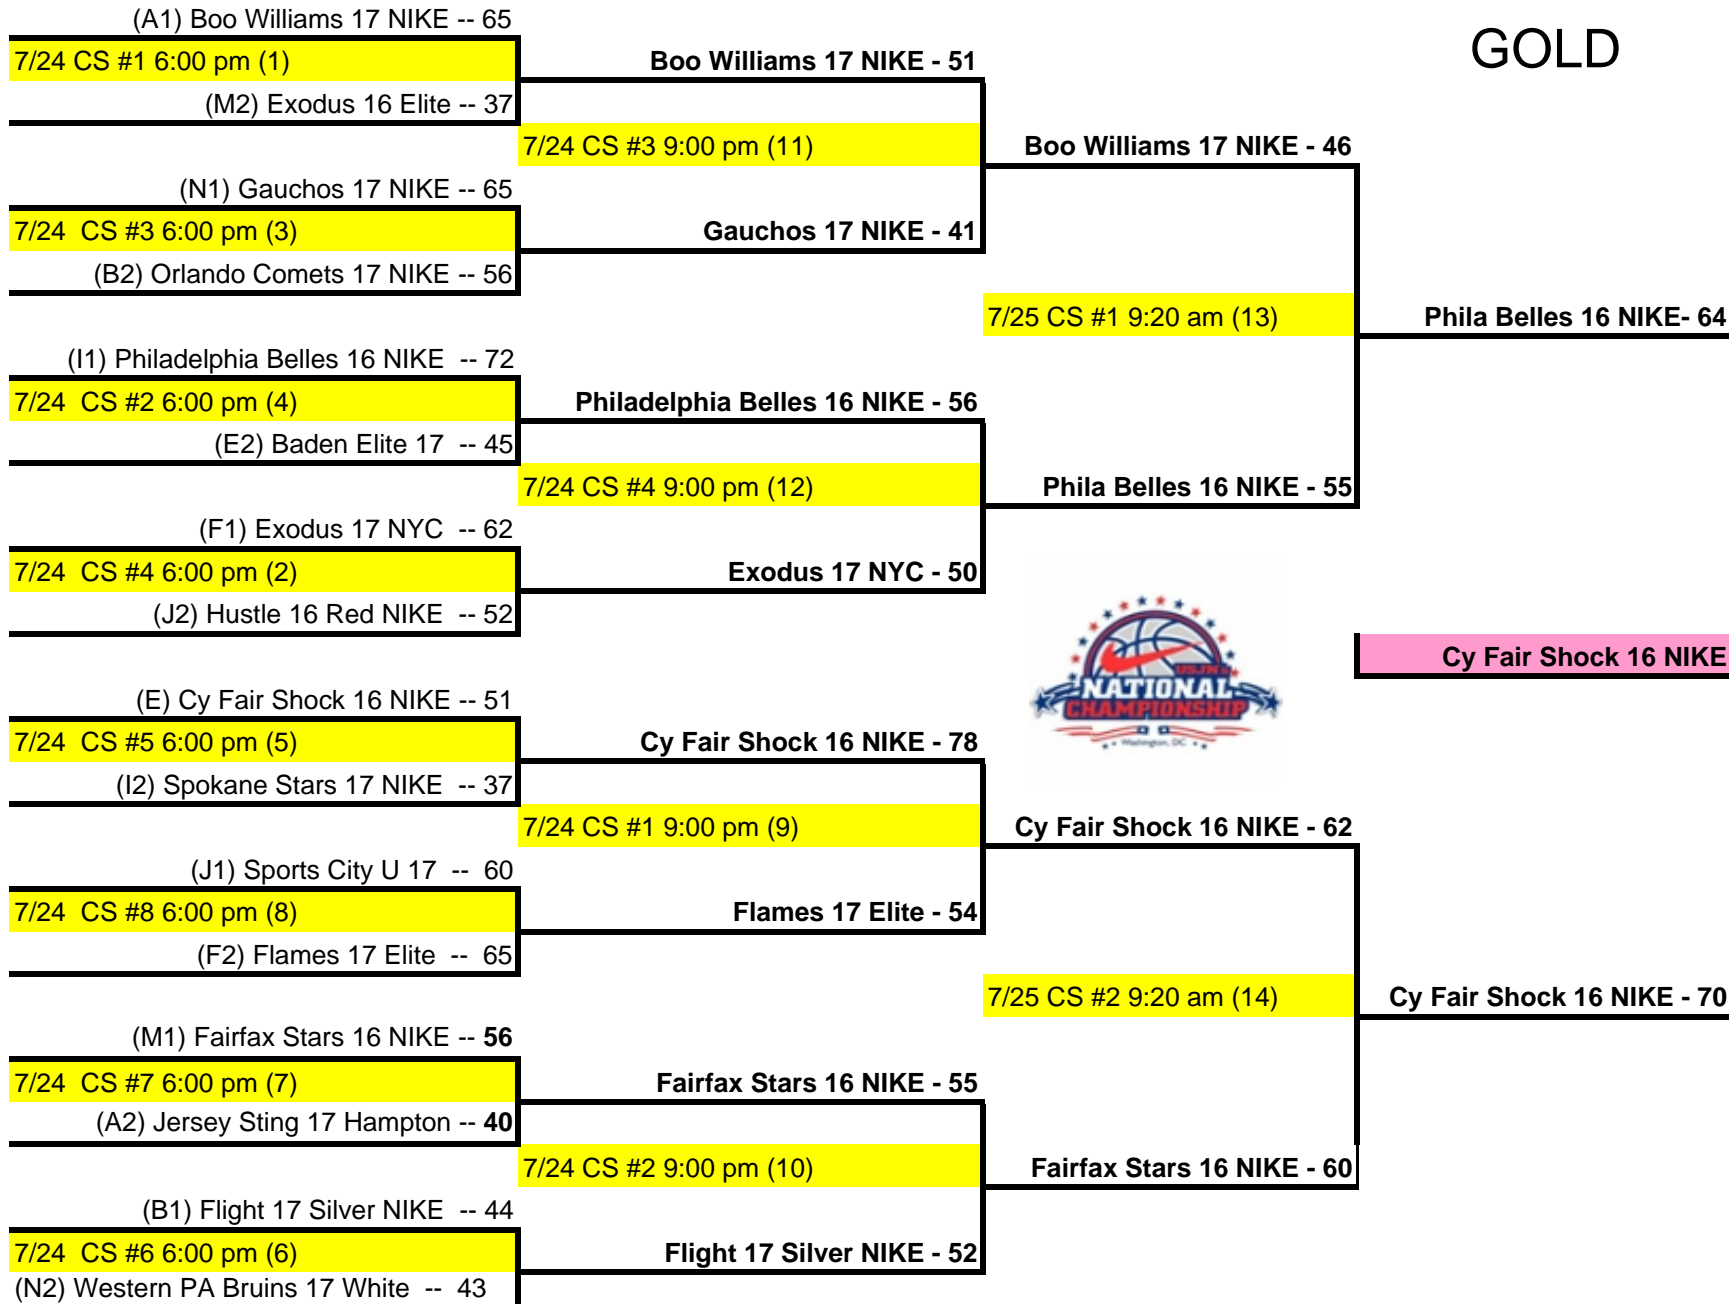 (A1) Boo Williams 17 NIKE -- 65
GOLD
7/24 CS #1 6:00 pm (1)
Boo Williams 17 NIKE - 51
(M2) Exodus 16 Elite -- 37
7/24 CS #3 9:00 pm (11)
Boo Williams 17 NIKE - 46
(N1) Gauchos 17 NIKE -- 65
7/24 CS #3 6:00 pm (3)
Gauchos 17 NIKE - 41
(B2) Orlando Comets 17 NIKE -- 56
7/25 CS #1 9:20 am (13)
Phila Belles 16 NIKE- 64
(I1) Philadelphia Belles 16 NIKE -- 72
7/24 CS #2 6:00 pm (4)
Philadelphia Belles 16 NIKE - 56
(E2) Baden Elite 17 -- 45
7/24 CS #4 9:00 pm (12)
Phila Belles 16 NIKE - 55
(F1) Exodus 17 NYC -- 62
7/24 CS #4 6:00 pm (2)
Exodus 17 NYC - 50
(J2) Hustle 16 Red NIKE -- 52
USJN's
NATIONAL
CHAMPIONSHIP
Washington, DC
Cy Fair Shock 16 NIKE
(E) Cy Fair Shock 16 NIKE -- 51
7/24 CS #5 6:00 pm (5)
Cy Fair Shock 16 NIKE - 78
(I2) Spokane Stars 17 NIKE -- 37
7/24 CS #1 9:00 pm (9)
Cy Fair Shock 16 NIKE - 62
(J1) Sports City U 17 -- 60
7/24 CS #8 6:00 pm (8)
Flames 17 Elite - 54
(F2) Flames 17 Elite -- 65
7/25 CS #2 9:20 am (14)
Cy Fair Shock 16 NIKE - 70
(M1) Fairfax Stars 16 NIKE -- 56
7/24 CS #7 6:00 pm (7)
Fairfax Stars 16 NIKE - 55
(A2) Jersey Sting 17 Hampton -- 40
7/24 CS #2 9:00 pm (10)
Fairfax Stars 16 NIKE - 60
(B1) Flight 17 Silver NIKE -- 44
7/24 CS #6 6:00 pm (6)
Flight 17 Silver NIKE - 52
(N2) Western PA Bruins 17 White -- 43